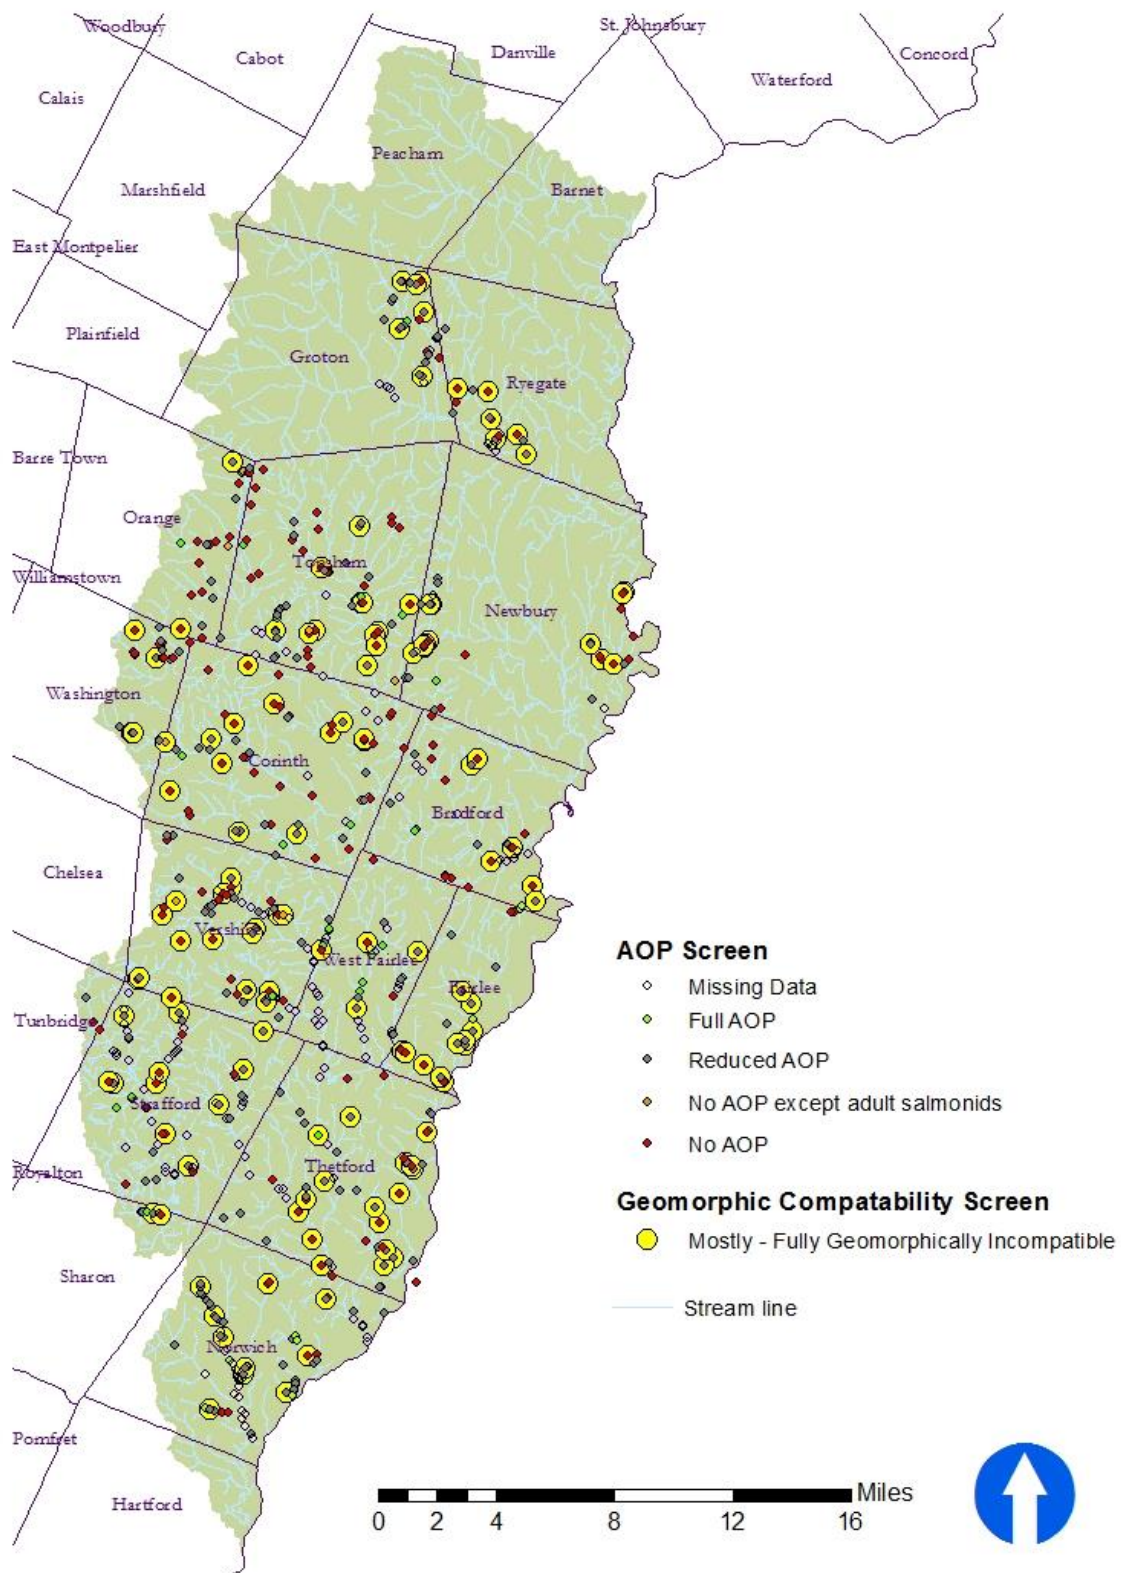 Woodbury
St. Johnsbury
Cabot
Danville
Concord
Waterford
Calais
Peacham
Marshfield
Barnet
East Montpelier
Plainfield
Groton
Ryegate
Barre Town
Orange
Topsham
Williamstown
Newbury
Washington
Corinth
Bradford
Chelsea
Vershire
West Fairlee
Fairlee
Tunbridge
Strafford
Thetford
Royalton
Sharon
Norwich
Pomfret
Hartford
AOP Screen
Missing Data
Full AOP
Reduced AOP
No AOP except adult salmonids
No AOP
Geomorphic Compatability Screen
Mostly - Fully Geomorphically Incompatible
Stream line
Miles
0 2 4 8 12 16